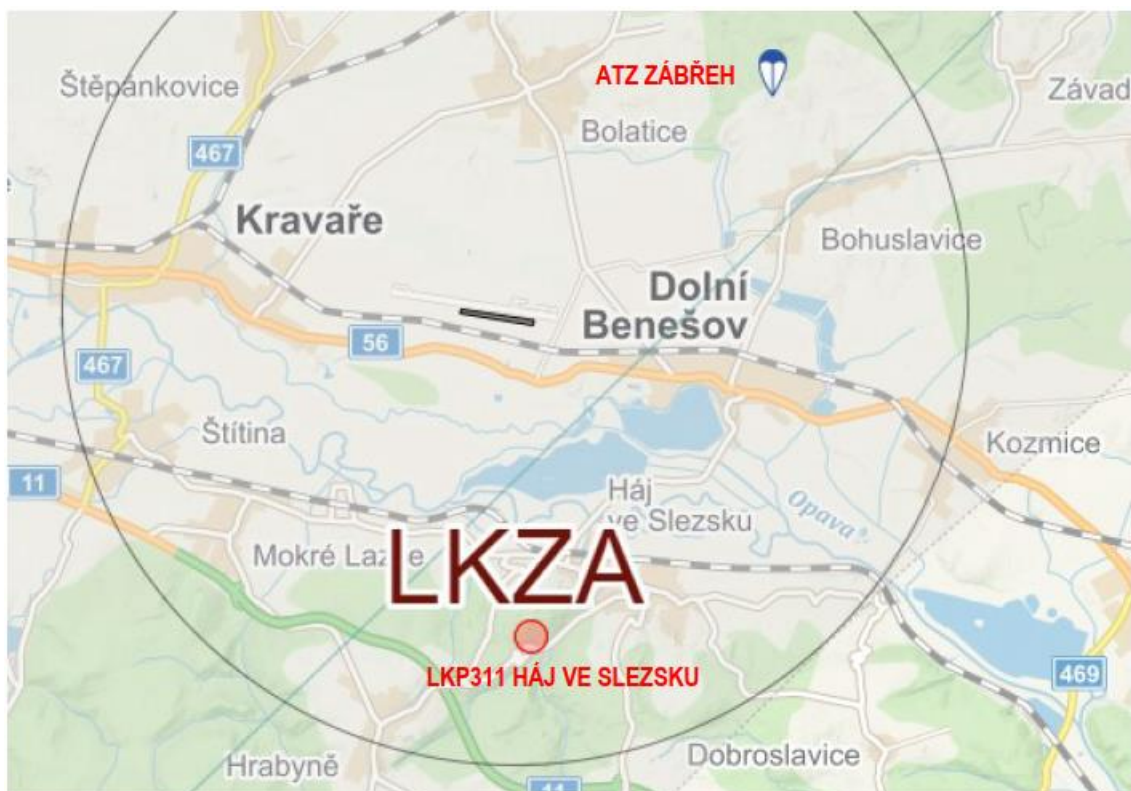 ATZ ZÁBŘEH
Štěpánkovice
Závad
Bolatice
467
Kravaře
Bohuslavice
Dolní
Benešov
56
467
Štítina
Kozmice
11
Háj
ve Slezsku
Opava
Mokré Laz e
LKZA
LKP311 HÁJ VE SLEZSKU
469
Dobroslavice
Hrabyně
11